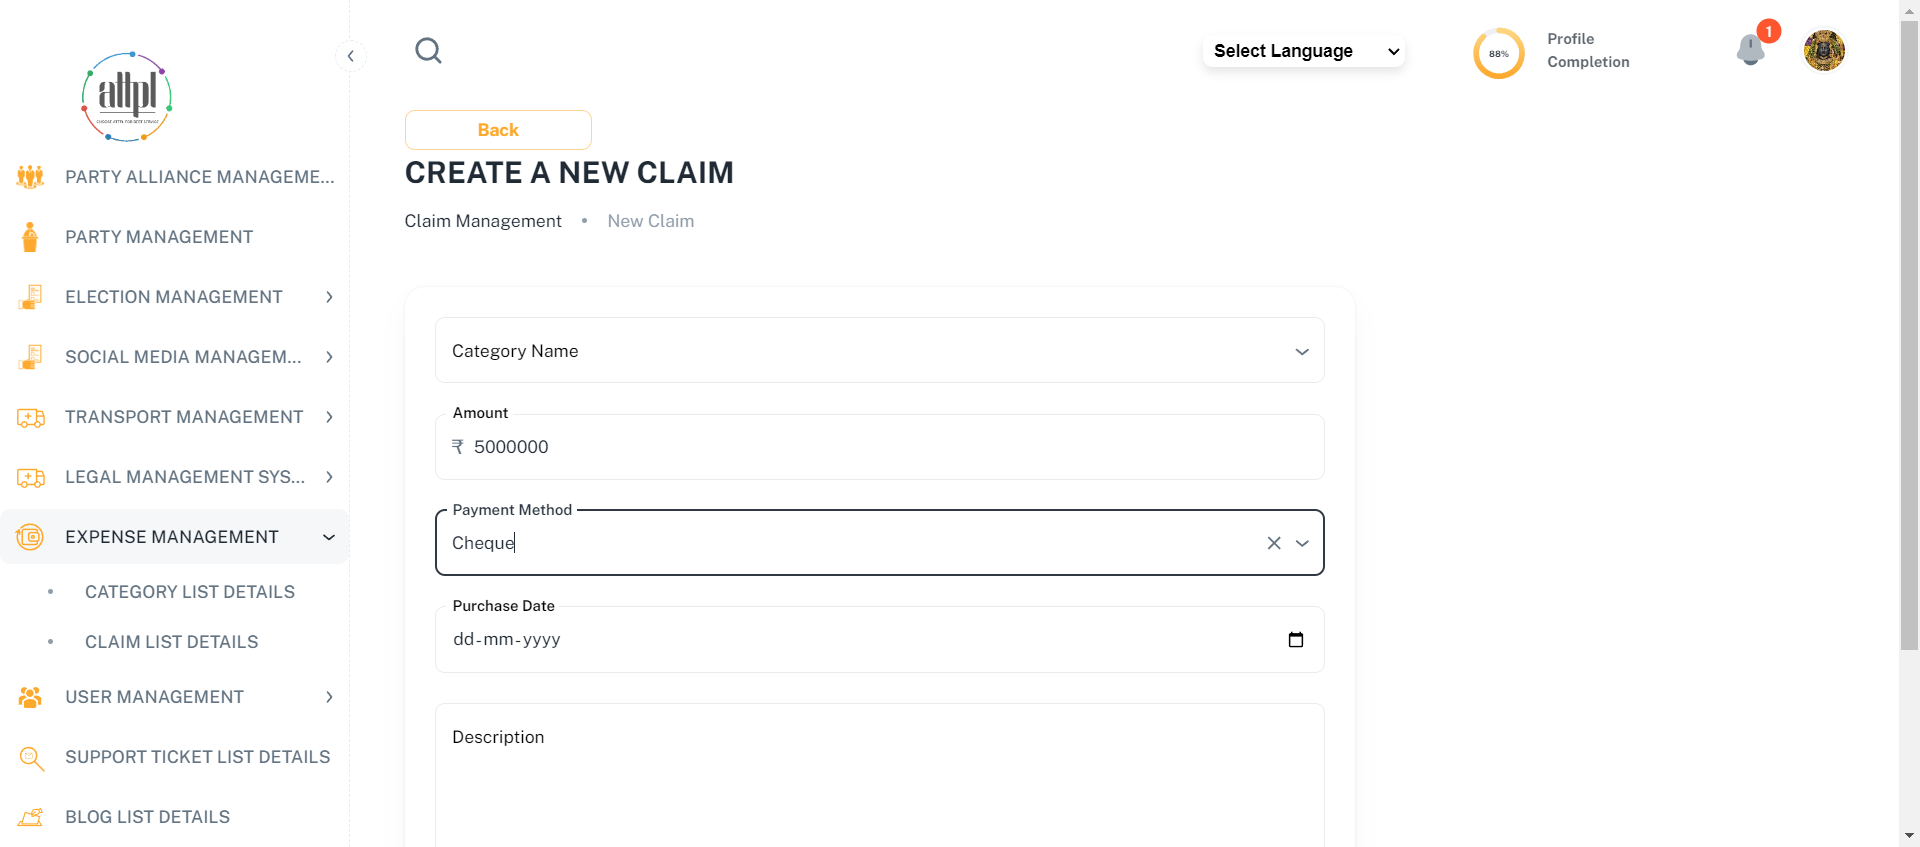 attpl
PARTY ALLIANCE MANAGEME...
PARTY MANAGEMENT
ELECTION MANAGEMENT
SOCIAL MEDIA MANAGEM...
TRANSPORT MANAGEMENT
LEGAL MANAGEMENT SYS...
EXPENSE MANAGEMENT
• CATEGORY LIST DETAILS
• CLAIM LIST DETAILS
USER MANAGEMENT
SUPPORT TICKET LIST DETAILS
BLOG LIST DETAILS
Select Language
88%
Profile
Completion
1
Back
CREATE A NEW CLAIM
Claim Management • New Claim
Category Name
Amount
₹ 5000000
Payment Method
Cheque
Purchase Date
dd-mm-yyyy
Description